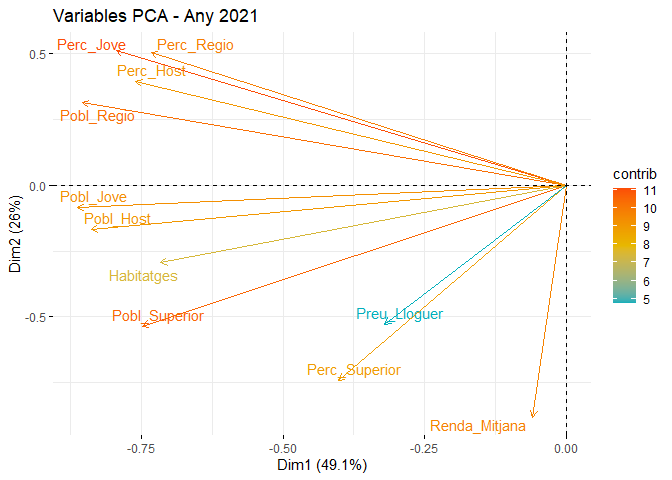 Variables PCA - Any 2021
Perc_Jove
Perc_Regio
Perc_Host
Pobl_Regio
Pobl_Jove
Pobl_Host
Habitatges
Pobl_Superior
Preu_Lloguer
Perc_Superior
Renda_Mitjana
0.5
0.0
-0.5
Dim2 (26%)
-0.75
-0.50
-0.25
0.00
Dim1 (49.1%)
contrib
11
10
9
8
7
6
5